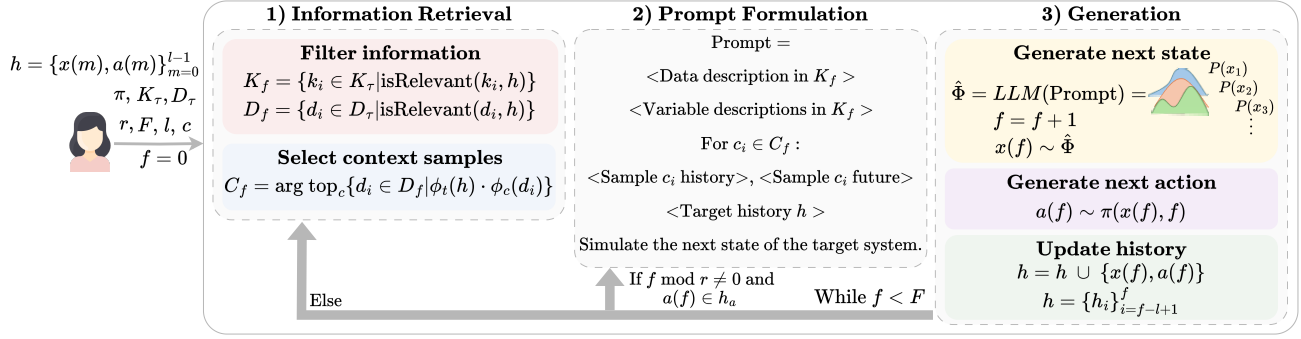 h = {x(m), a(m)}_{m=0}^{l-1}
π, K_τ, D_τ
r, F, l, c
f = 0
1) Information Retrieval
Filter information
K_f = {k_i ∈ K_τ|isRelevant(k_i, h)}
D_f = {d_i ∈ D_τ|isRelevant(d_i, h)}
Select context samples
C_f = arg top_c{d_i ∈ D_f|ϕ_t(h) · ϕ_c(d_i)}
2) Prompt Formulation
Prompt =
<Data description in K_f >
<Variable descriptions in K_f >
For c_i ∈ C_f :
<Sample c_i history>, <Sample c_i future>
<Target history h >
Simulate the next state of the target system.
3) Generation
Generate next state
Φ̂ = LLM(Prompt) =
P(x_1)
P(x_2)
P(x_3)
⋮
f = f + 1
x(f) ∼ Φ̂
Generate next action
a(f) ∼ π(x(f), f)
Update history
h = h ∪ {x(f), a(f)}
h = {h_i}_{i=f-l+1}^{f}
While f < F
If f mod r ≠ 0 and
a(f) ∈ h_a
Else